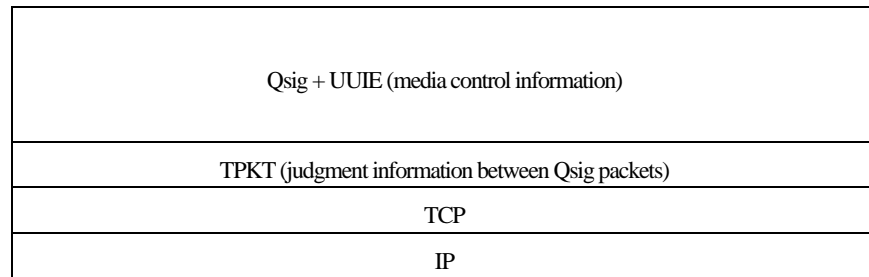 Qsig + UUIE (media control information)
TPKT (judgment information between Qsig packets)
TCP
IP